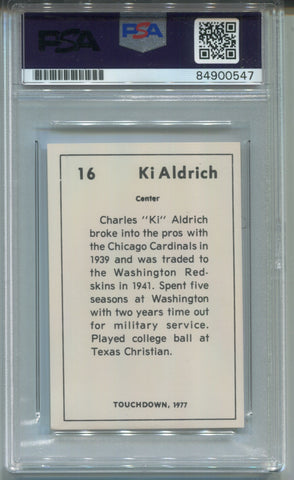 PSA
PSA
84900547
16 Ki Aldrich
Center
Charles "Ki" Aldrich
broke into the pros with
the Chicago Cardinals in
1939 and was traded to
the Washington Red-
skins in 1941. Spent five
seasons at Washington
with two years time out
for military service.
Played college ball at
Texas Christian.
TOUCHDOWN, 1977